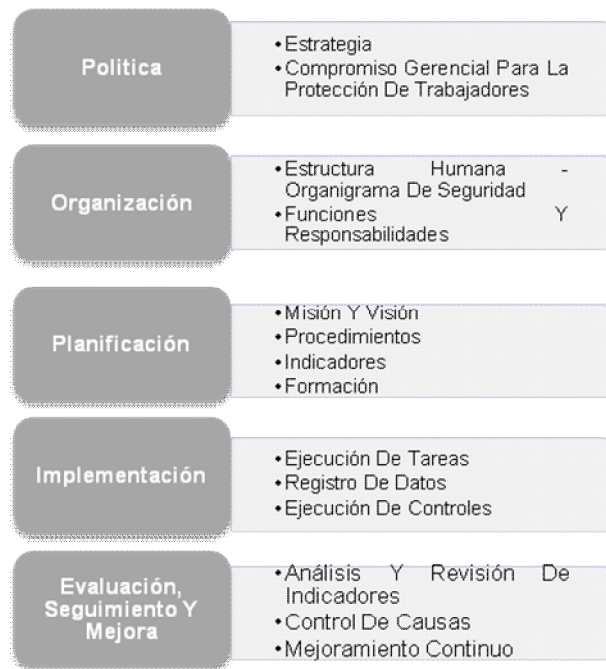 Politica
• Estrategia
• Compromiso Gerencial Para La
Protección De Trabajadores
Organización
• Estructura Humana -
Organigrama De Seguridad
• Funciones Y
Responsabilidades
Planificación
• Misión Y Visión
• Procedimientos
• Indicadores
• Formación
Implementación
• Ejecución De Tareas
• Registro De Datos
• Ejecución De Controles
Evaluación,
Seguimiento Y
Mejora
• Análisis Y Revisión De
Indicadores
• Control De Causas
• Mejoramiento Continuo